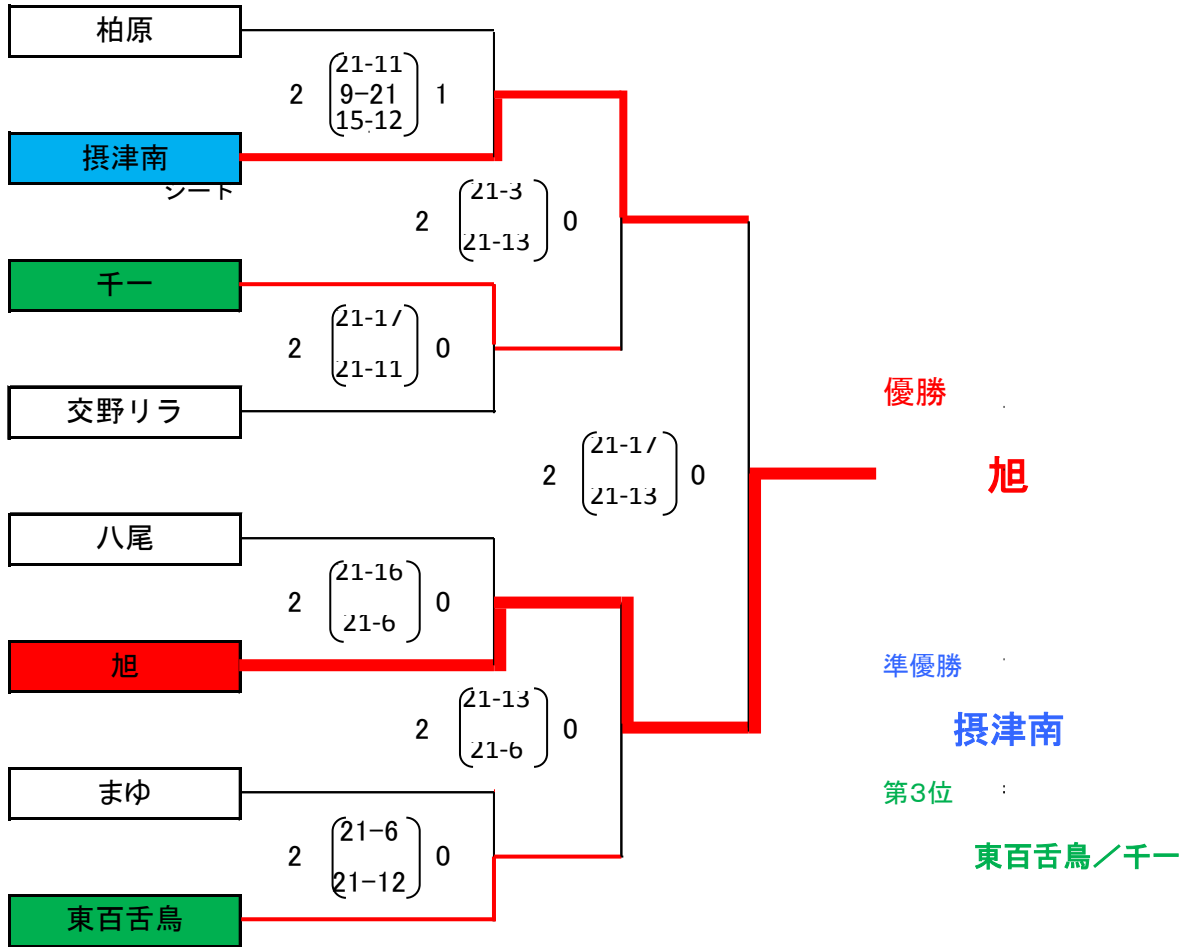 柏原
2 21-11 1
9-21
15-12
摂津南
シード
2 21-3 0
21-13
千一
2 21-17 0
21-11
交野リラ
優勝
2 21-17 0
21-13
旭
八尾
2 21-16 0
21-6
旭
準優勝
2 21-13 0
21-6
摂津南
まゆ
第3位 :
2 21-6 0
21-12
東百舌鳥/千一
東百舌鳥